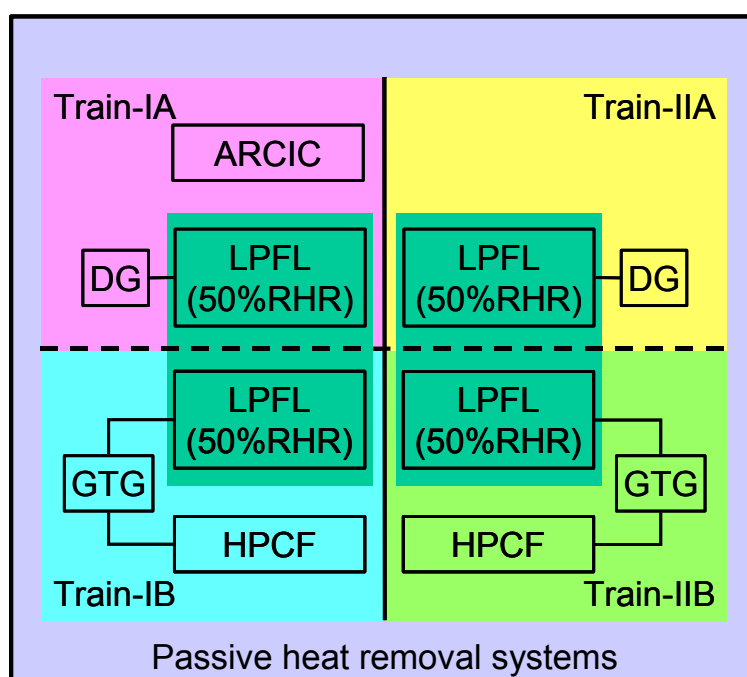 Train-IA
Train-IIA
ARCIC
DG
LPFL
(50%RHR)
LPFL
(50%RHR)
DG
LPFL
(50%RHR)
LPFL
(50%RHR)
GTG
GTG
HPCF
HPCF
Train-IB
Train-IIB
Passive heat removal systems